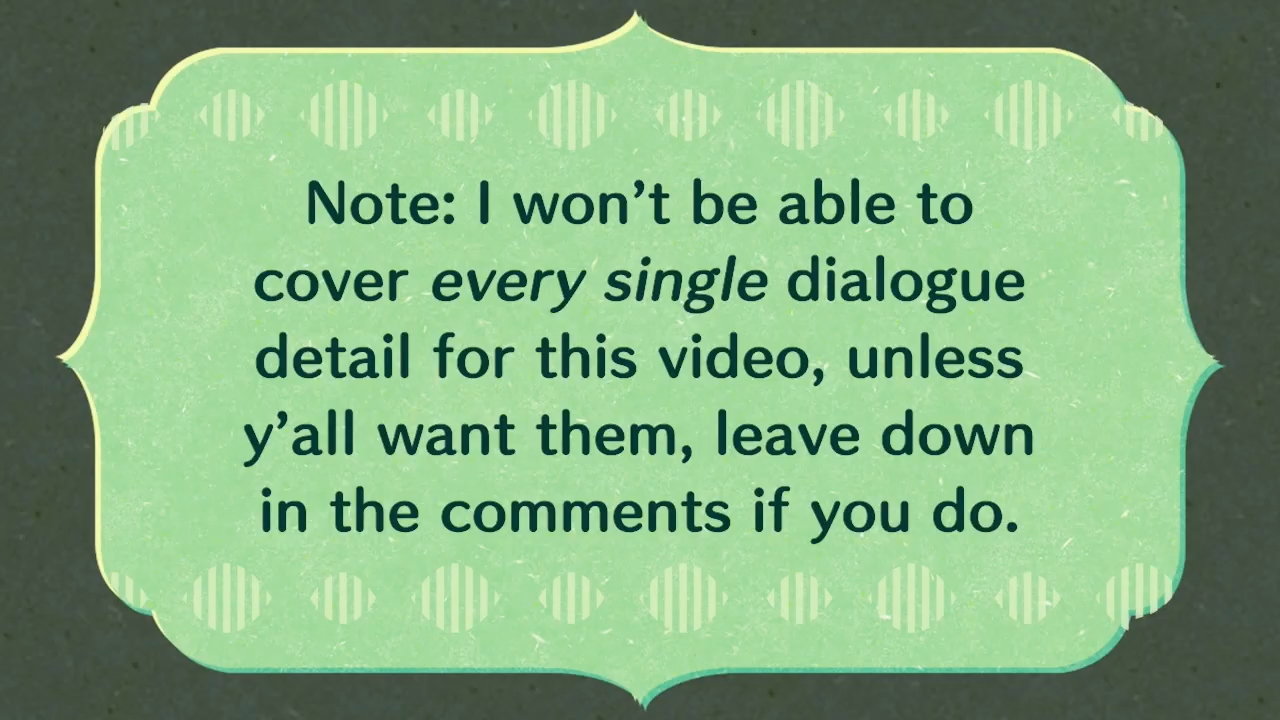 Note: I won’t be able to
cover every single dialogue
detail for this video, unless
y’all want them, leave down
in the comments if you do.